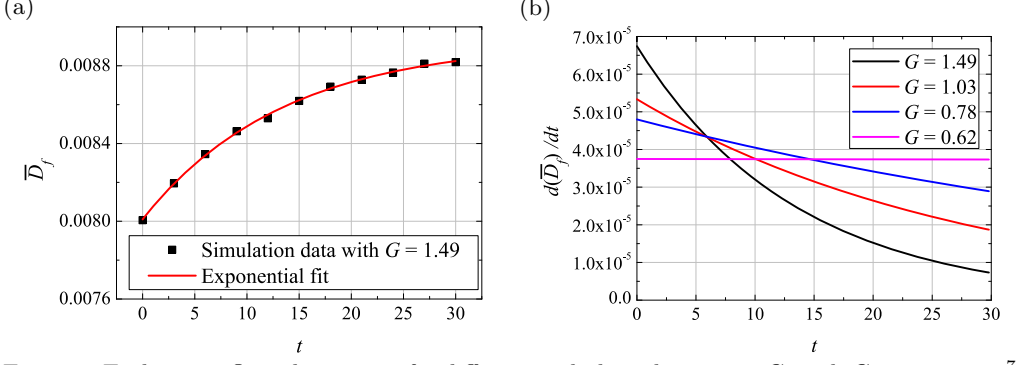 (a)
0.0088
0.0084
0.0080
0.0076
D̅f
Simulation data with G = 1.49
Exponential fit
0 5 10 15 20 25 30
t
(b)
7.0x10⁻⁵
6.0x10⁻⁵
5.0x10⁻⁵
4.0x10⁻⁵
3.0x10⁻⁵
2.0x10⁻⁵
1.0x10⁻⁵
0.0
d(D̅f)/dt
G = 1.49
G = 1.03
G = 0.78
G = 0.62
0 5 10 15 20 25 30
t